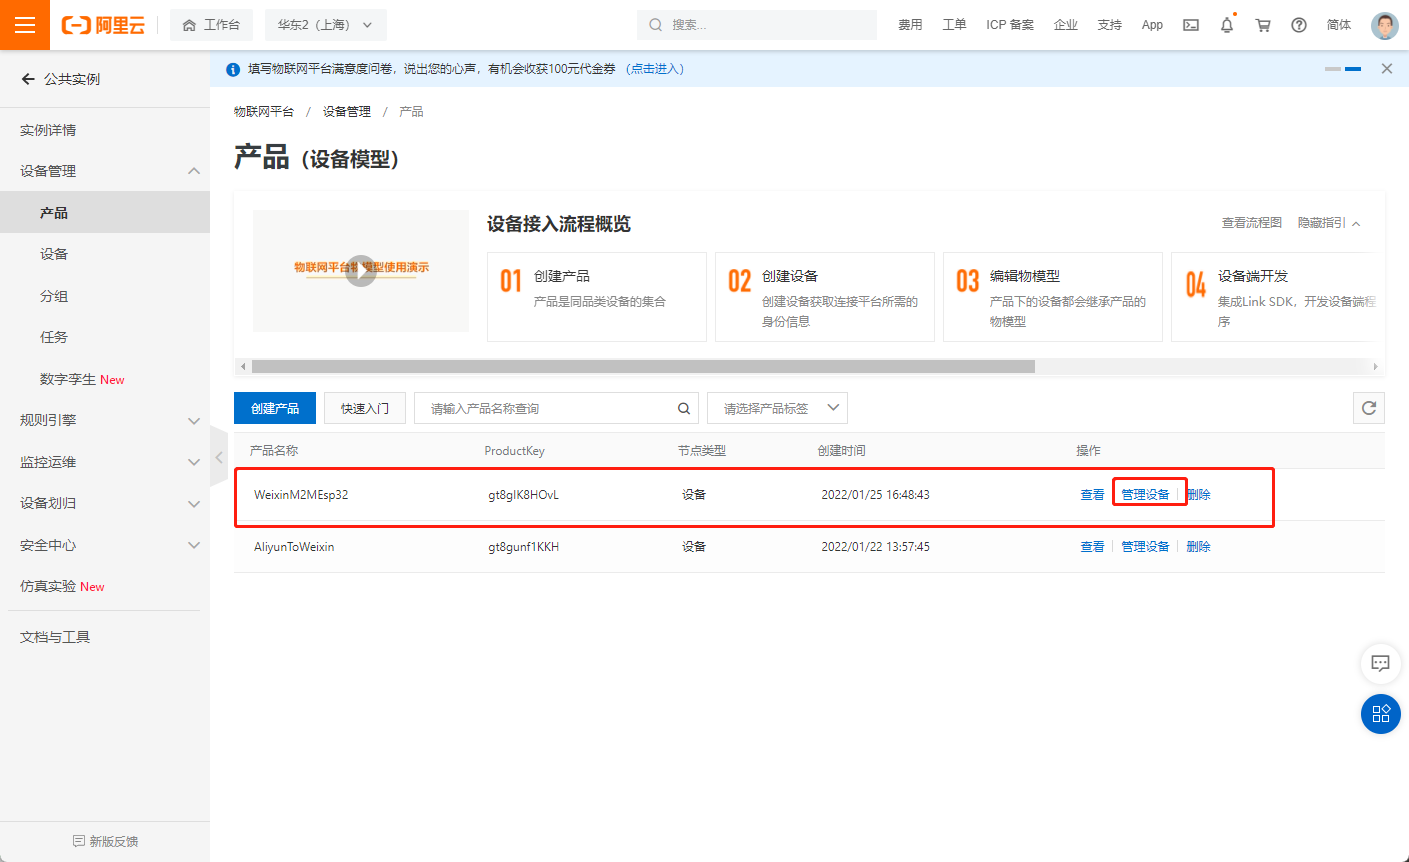 阿里云
工作台
华东2（上海）
搜索...
费用
工单
ICP 备案
企业
支持
App
简体
公共实例
实例详情
设备管理
产品
设备
分组
任务
数字孪生 New
规则引擎
监控运维
设备划归
安全中心
仿真实验 New
文档与工具
新版反馈
填写物联网平台满意度问卷，说出您的心声，有机会收获100元代金券 （点击进入）
物联网平台 / 设备管理 / 产品
产品（设备模型）
物联网平台物模型使用演示
设备接入流程概览
查看流程图
隐藏指引
01 创建产品
产品是同品类设备的集合
02 创建设备
创建设备获取连接平台所需的
身份信息
03 编辑物模型
产品下的设备都会继承产品的
物模型
04 设备端开发
集成Link SDK，开发设备端程
序
创建产品
快速入门
请输入产品名称查询
请选择产品标签
产品名称 ProductKey 节点类型 创建时间 操作
WeixinM2MEsp32 gt8glK8HOvL 设备 2022/01/25 16:48:43 查看 管理设备 删除
AliyunToWeixin gt8gunf1KKH 设备 2022/01/22 13:57:45 查看 管理设备 删除